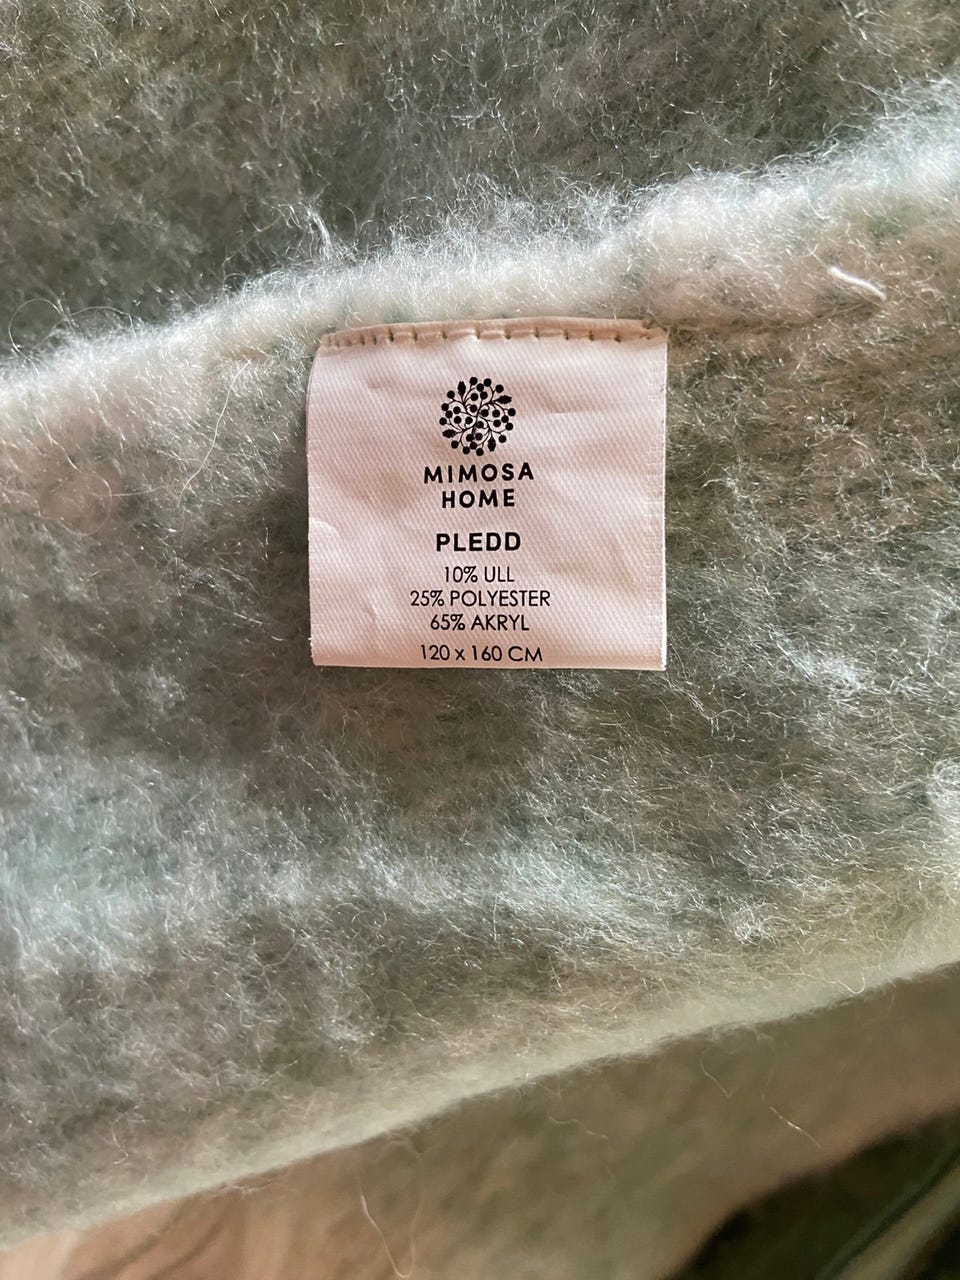 MIMOSA
HOME
PLEDD
10% ULL
25% POLYESTER
65% AKRYL
120 x 160 CM